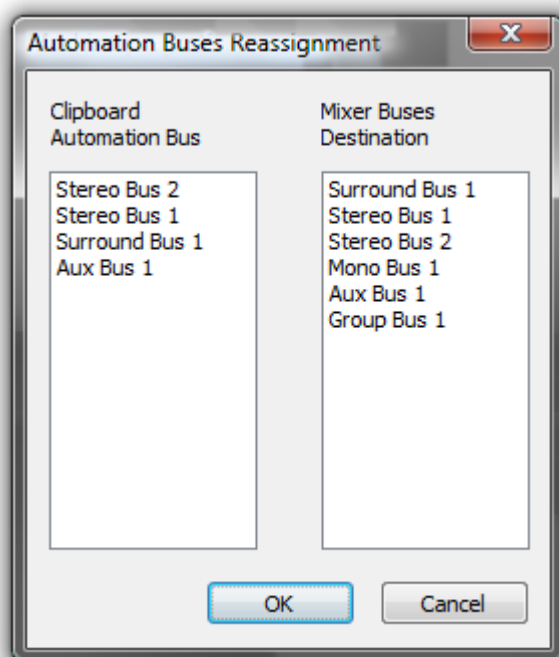 Automation Buses Reassignment
Clipboard
Automation Bus
Stereo Bus 2
Stereo Bus 1
Surround Bus 1
Aux Bus 1
Mixer Buses
Destination
Surround Bus 1
Stereo Bus 1
Stereo Bus 2
Mono Bus 1
Aux Bus 1
Group Bus 1
OK
Cancel